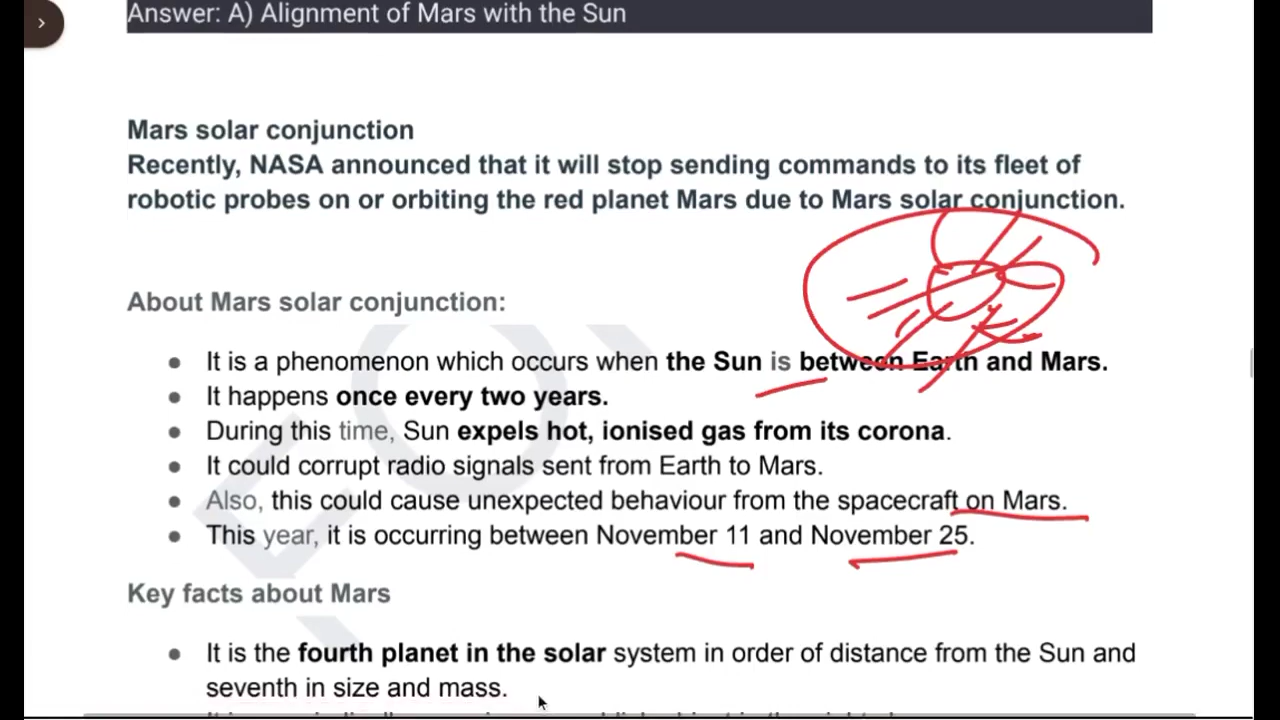 Answer: A) Alignment of Mars with the Sun
Mars solar conjunction
Recently, NASA announced that it will stop sending commands to its fleet of
robotic probes on or orbiting the red planet Mars due to Mars solar conjunction.
About Mars solar conjunction:
● It is a phenomenon which occurs when the Sun is between Earth and Mars.
● It happens once every two years.
● During this time, Sun expels hot, ionised gas from its corona.
● It could corrupt radio signals sent from Earth to Mars.
● Also, this could cause unexpected behaviour from the spacecraft on Mars.
● This year, it is occurring between November 11 and November 25.
Key facts about Mars
● It is the fourth planet in the solar system in order of distance from the Sun and
seventh in size and mass.